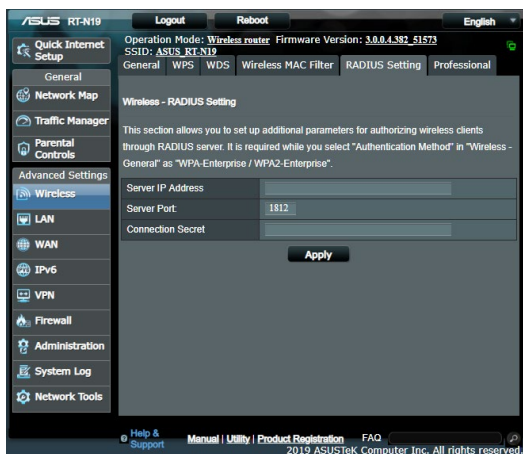 ASUS RT-N19 Logout Reboot English
Operation Mode: Wireless router Firmware Version: 3.0.0.4.382_51573
SSID: ASUS_RT-N19
General WPS WDS Wireless MAC Filter RADIUS Setting Professional
Quick Internet
Setup
General
Network Map
Traffic Manager
Parental
Controls
Advanced Settings
Wireless
LAN
WAN
IPv6
VPN
Firewall
Administration
System Log
Network Tools
Wireless - RADIUS Setting
This section allows you to set up additional parameters for authorizing wireless clients
through RADIUS server. It is required while you select "Authentication Method" in "Wireless -
General" as "WPA-Enterprise / WPA2-Enterprise".
Server IP Address
Server Port: 1812
Connection Secret
Apply
Help &
Support
Manual | Utility | Product Registration FAQ
2019 ASUSTeK Computer Inc. All rights reserved.